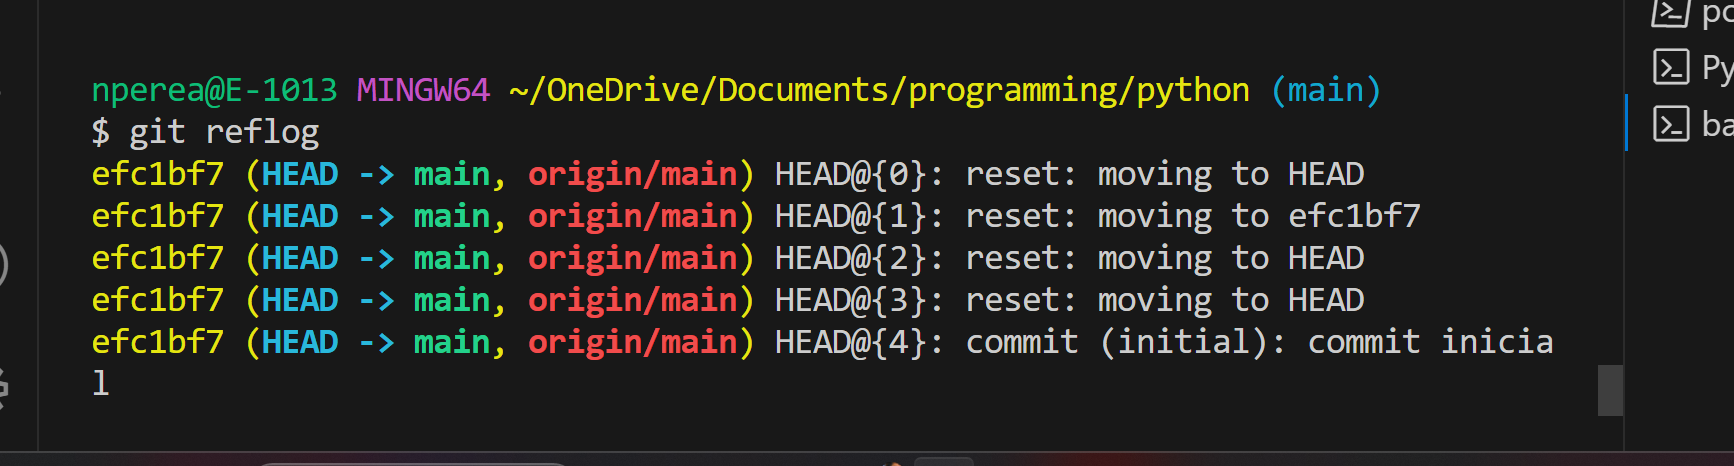 nperea@E-1013 MINGW64 ~/OneDrive/Documents/programming/python (main)
$ git reflog
efc1bf7 (HEAD -> main, origin/main) HEAD@{0}: reset: moving to HEAD
efc1bf7 (HEAD -> main, origin/main) HEAD@{1}: reset: moving to efc1bf7
efc1bf7 (HEAD -> main, origin/main) HEAD@{2}: reset: moving to HEAD
efc1bf7 (HEAD -> main, origin/main) HEAD@{3}: reset: moving to HEAD
efc1bf7 (HEAD -> main, origin/main) HEAD@{4}: commit (initial): commit inicia
l
Py
ba